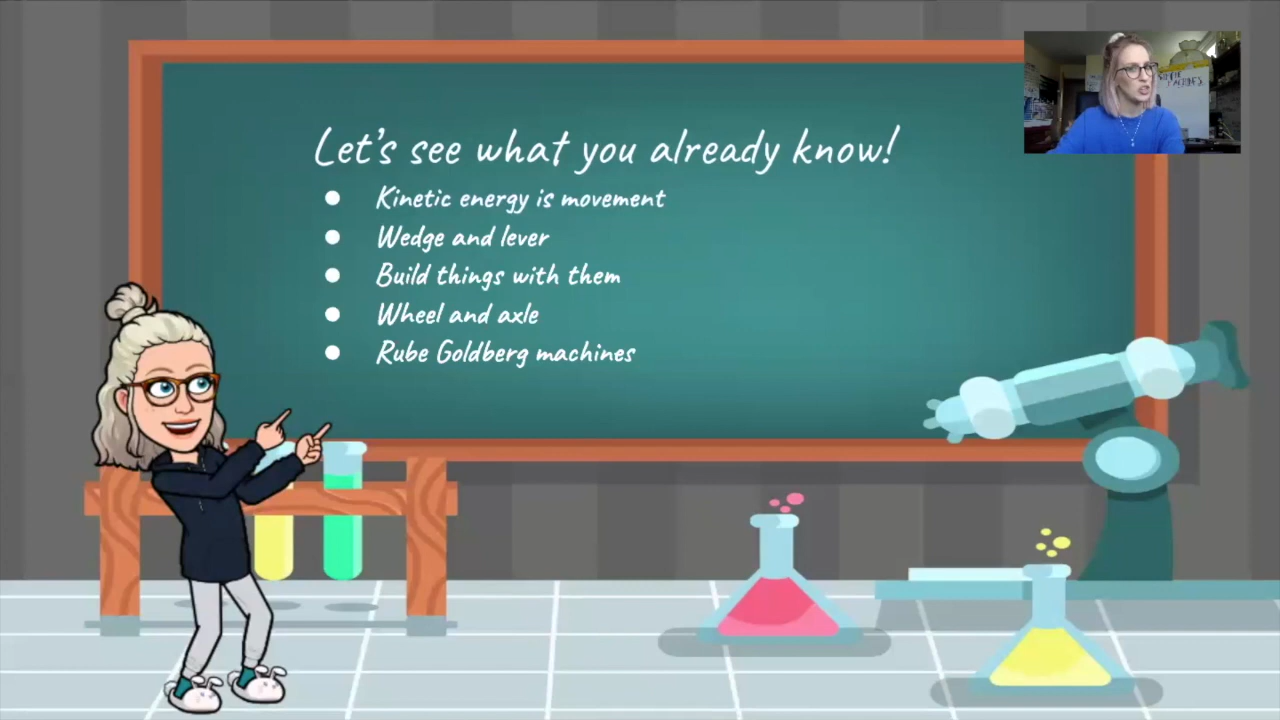 Let's see what you already know!
Kinetic energy is movement
Wedge and lever
Build things with them
Wheel and axle
Rube Goldberg machines
MACHINES